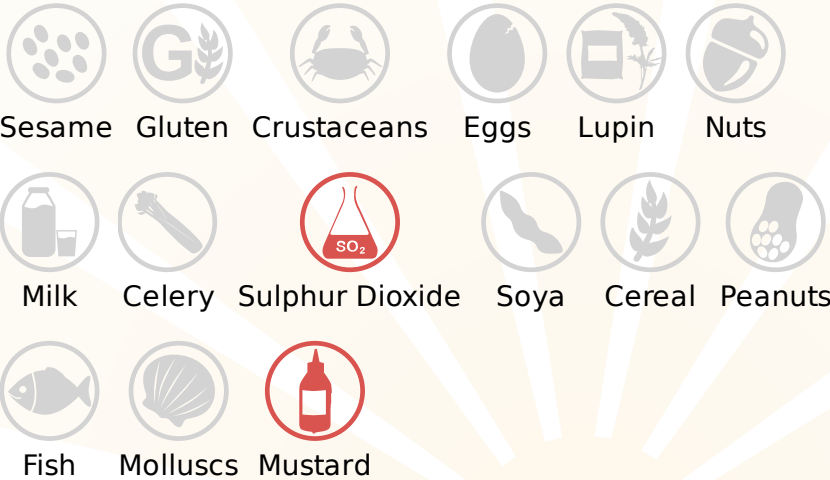 G
Sesame Gluten Crustaceans Eggs Lupin Nuts
SO₂
Milk Celery Sulphur Dioxide Soya Cereal Peanuts
Fish Molluscs Mustard